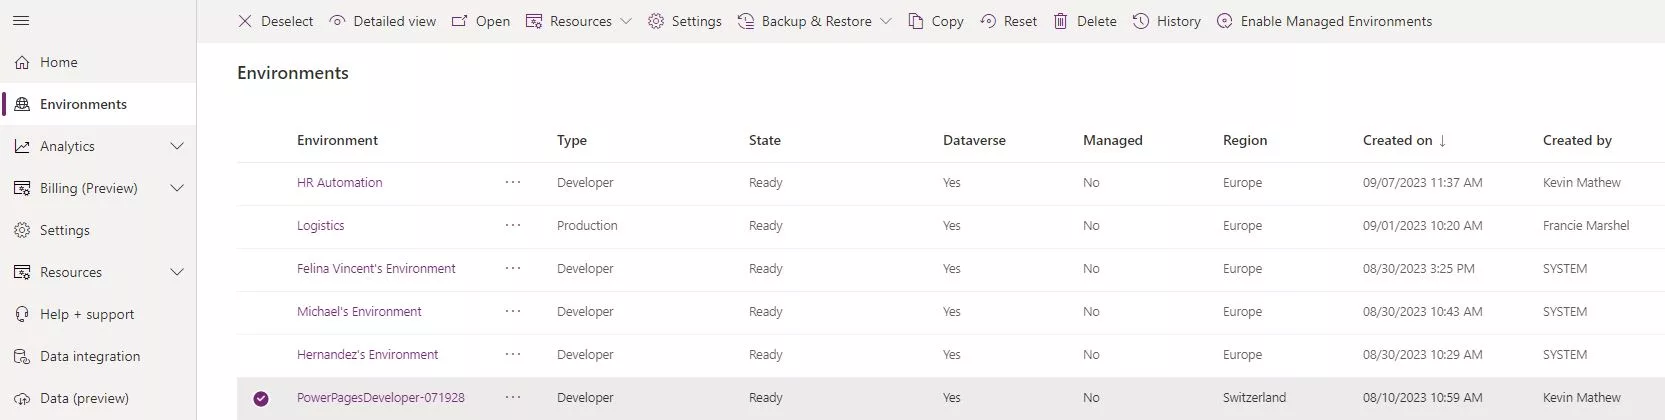 Deselect Detailed view Open Resources Settings Backup & Restore Copy Reset Delete History Enable Managed Environments
Home
Environments
Analytics
Billing (Preview)
Settings
Resources
Help + support
Data integration
Data (preview)
Environments
Environment Type State Dataverse Managed Region Created on ↓ Created by
HR Automation ... Developer Ready Yes No Europe 09/07/2023 11:37 AM Kevin Mathew
Logistics ... Production Ready Yes No Europe 09/01/2023 10:20 AM Francie Marshel
Felina Vincent's Environment ... Developer Ready Yes No Europe 08/30/2023 3:25 PM SYSTEM
Michael's Environment ... Developer Ready Yes No Europe 08/30/2023 10:43 AM SYSTEM
Hernandez's Environment ... Developer Ready Yes No Europe 08/30/2023 10:29 AM SYSTEM
PowerPagesDeveloper-071928 ... Developer Ready Yes No Switzerland 08/10/2023 10:59 AM Kevin Mathew